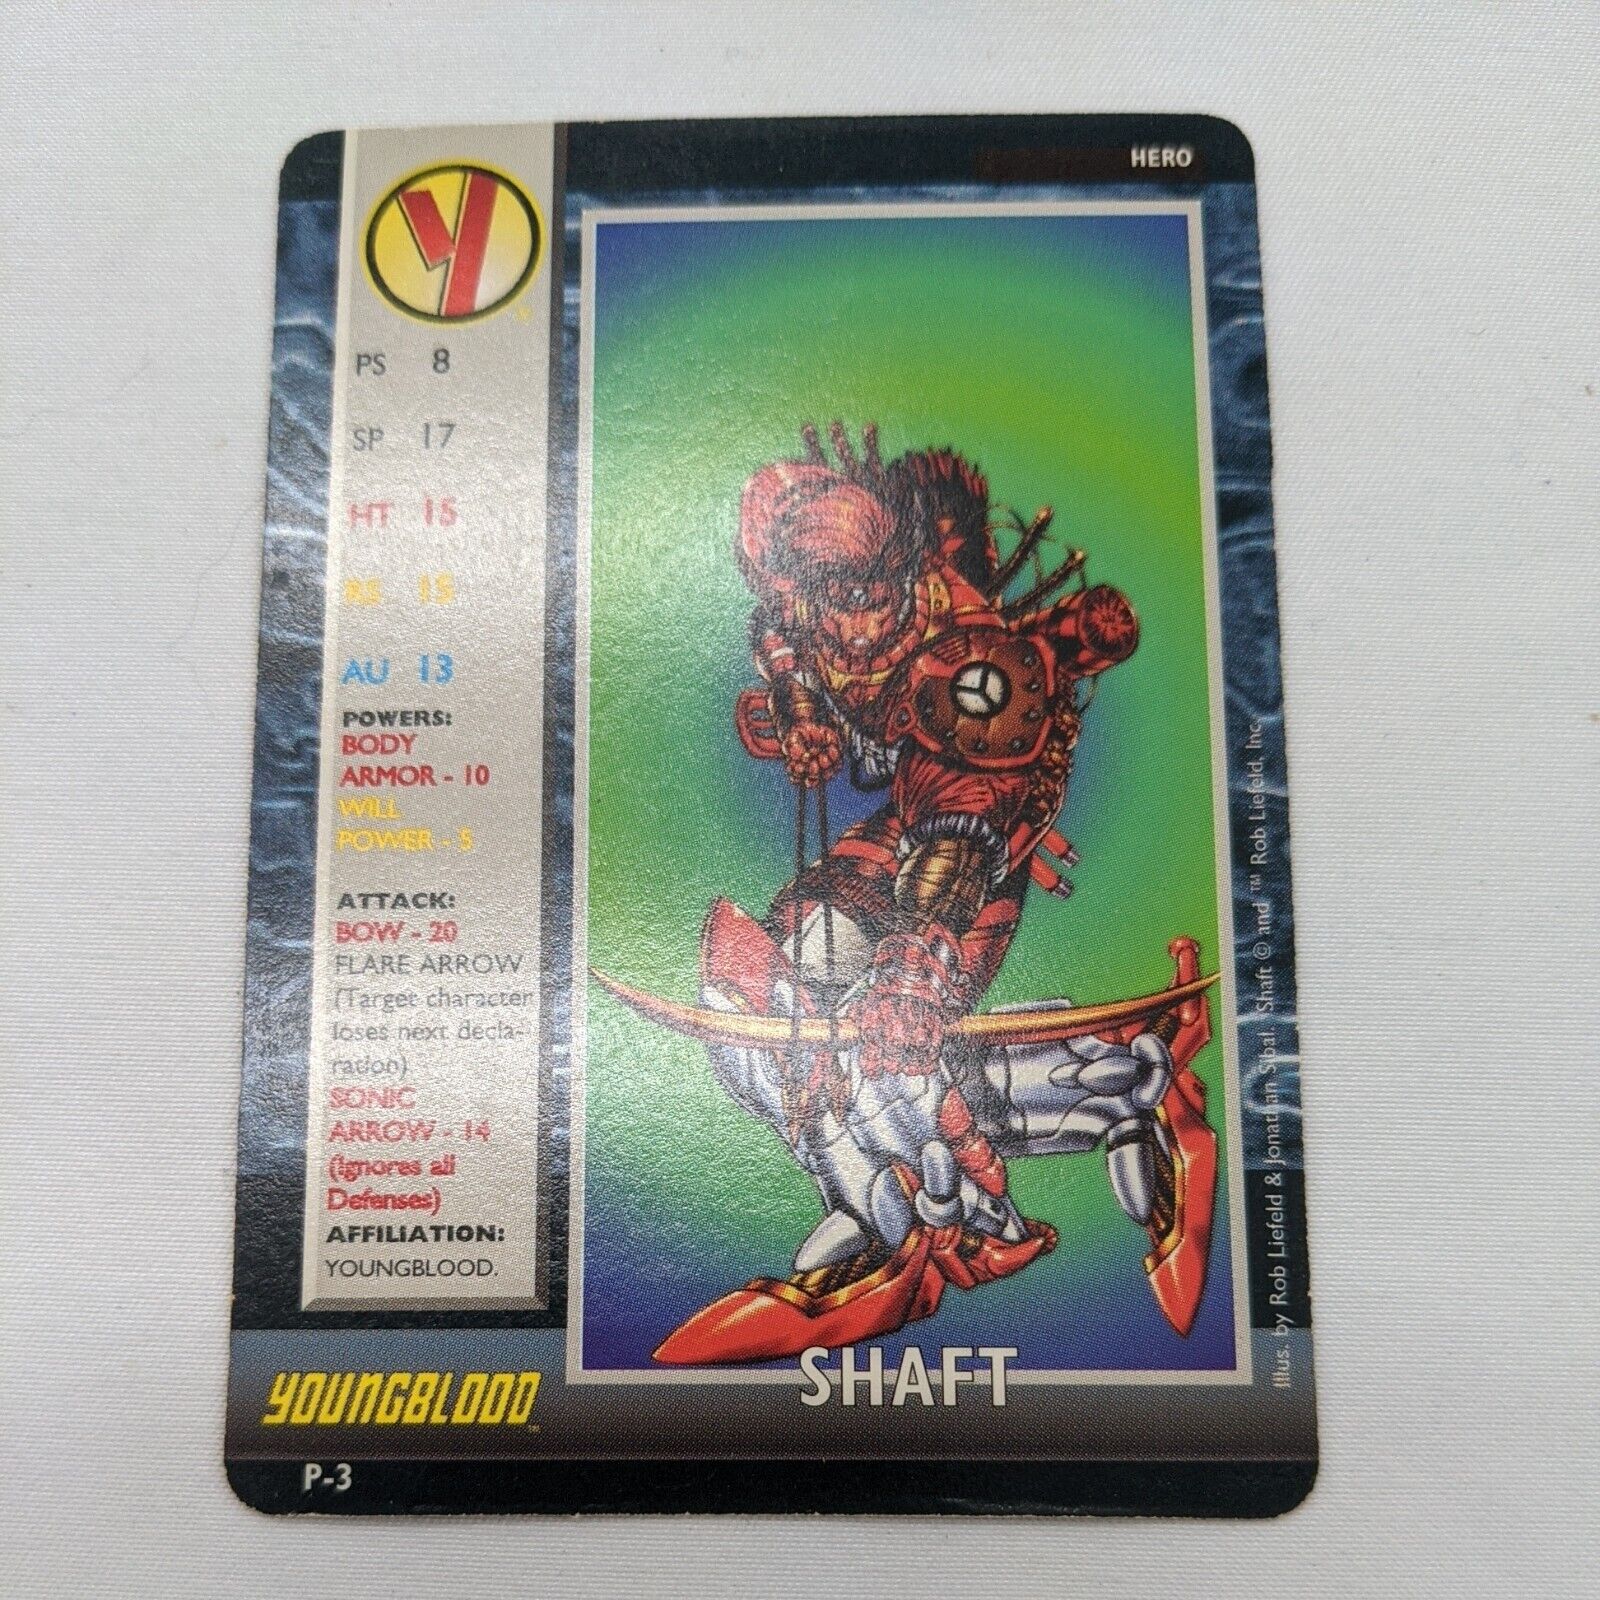 HERO
Y
PS 8
SP 17
HT 15
RS 15
AU 13
POWERS:
BODY
ARMOR - 10
WILL
POWER - 5
ATTACK:
BOW - 20
FLARE ARROW
(Target character
loses next decla-
ration)
SONIC
ARROW - 14
(Ignores all
Defenses)
AFFILIATION:
YOUNGBLOOD.
Illus. by Rob Liefeld & Jonathan Sibal. Shaft © and ™ Rob Liefeld, Inc.
SHAFT
YOUNGBLOOD™
P-3